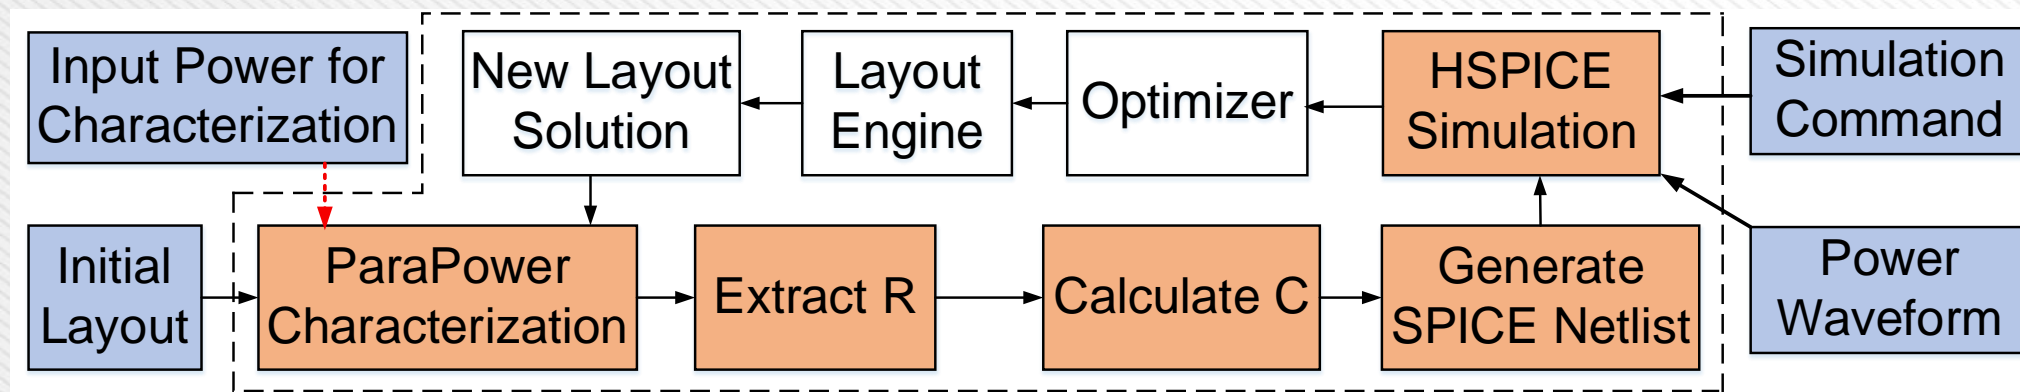 Input Power for
Characterization
New Layout
Solution
Layout
Engine
Optimizer
HSPICE
Simulation
Simulation
Command
Initial
Layout
ParaPower
Characterization
Extract R
Calculate C
Generate
SPICE Netlist
Power
Waveform